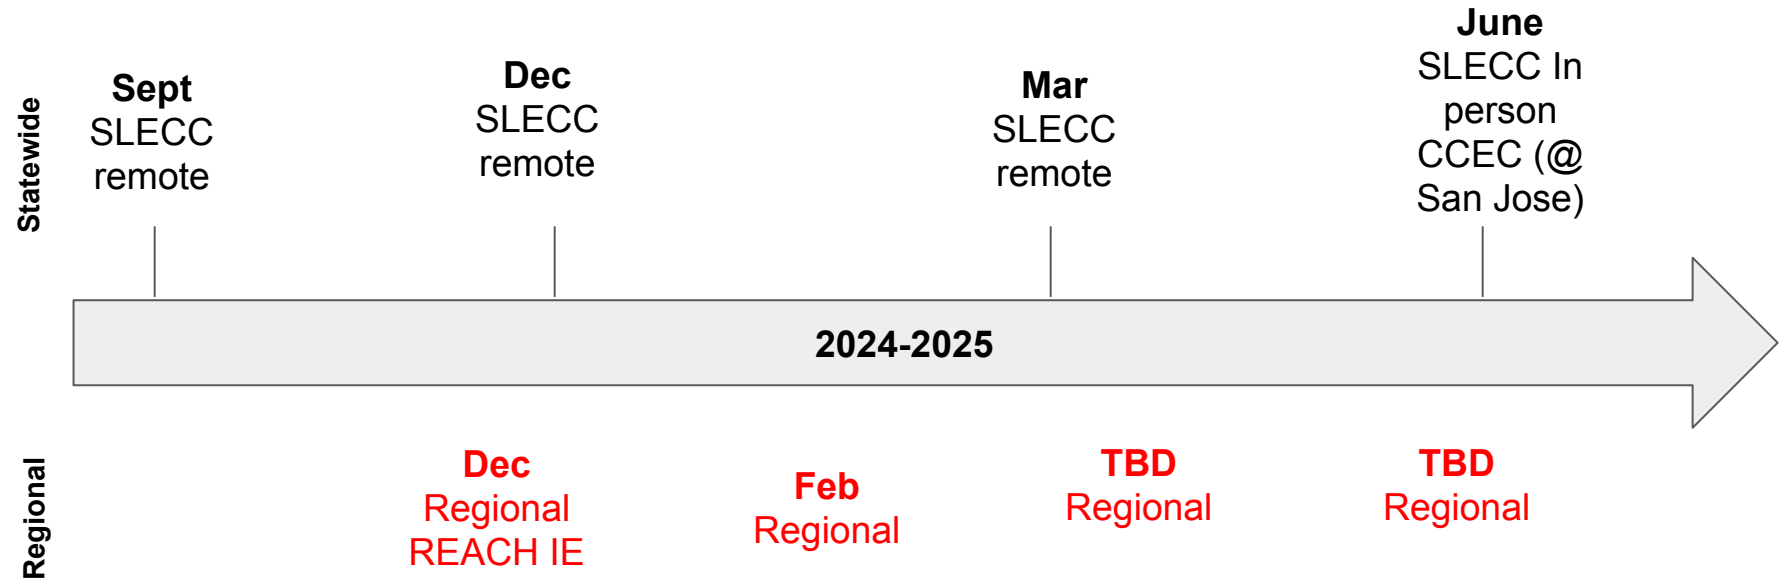 Statewide
Sept
SLECC
remote
Dec
SLECC
remote
Mar
SLECC
remote
June
SLECC In
person
CCEC (@
San Jose)
2024-2025
Regional
Dec
Regional
REACH IE
Feb
Regional
TBD
Regional
TBD
Regional